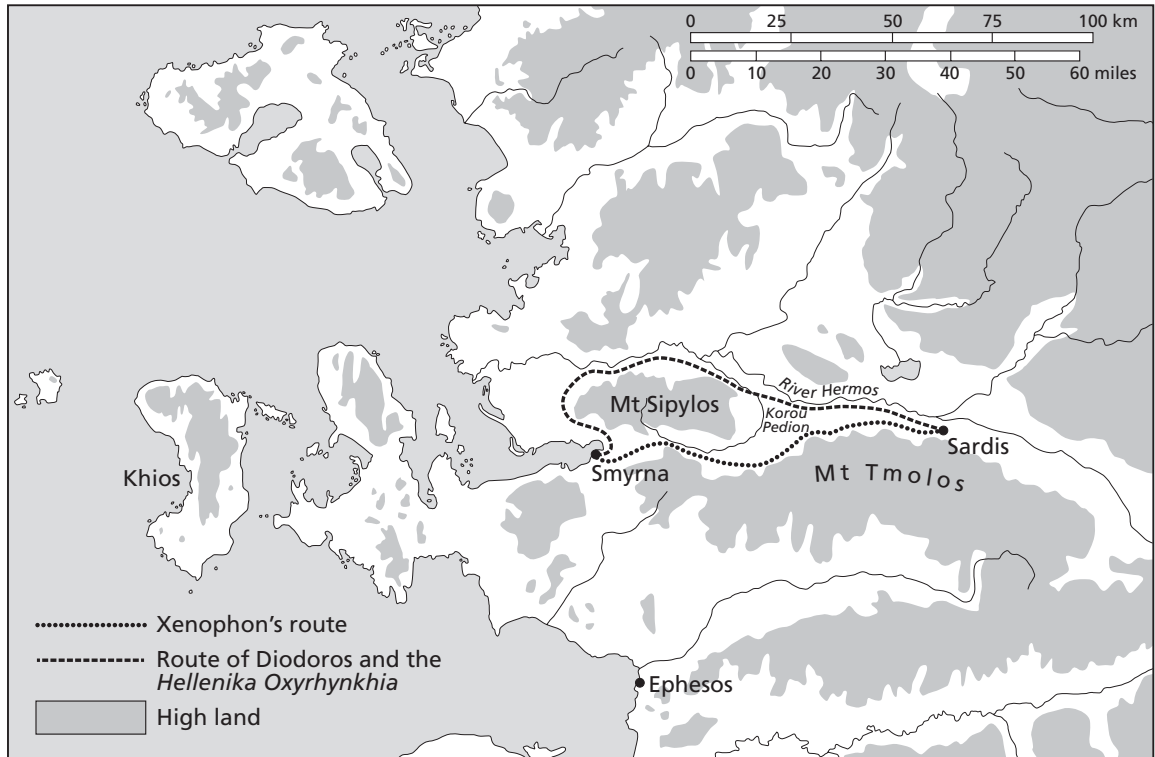 0 25 50 75 100 km
0 10 20 30 40 50 60 miles
River Hermos
Mt Sipylos
Korou
Pedion
Sardis
Smyrna
Mt Tmolos
Khios
Xenophon's route
Route of Diodoros and the
Hellenika Oxyrhynkhia
Ephesos
High land